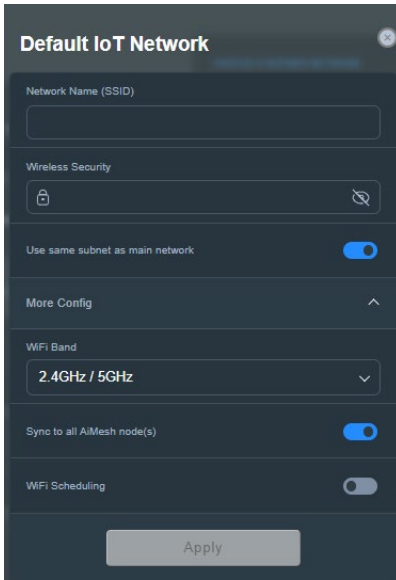 Default IoT Network
Network Name (SSID)
Wireless Security
Use same subnet as main network
More Config
WiFi Band
2.4GHz / 5GHz
Sync to all AiMesh node(s)
WiFi Scheduling
Apply